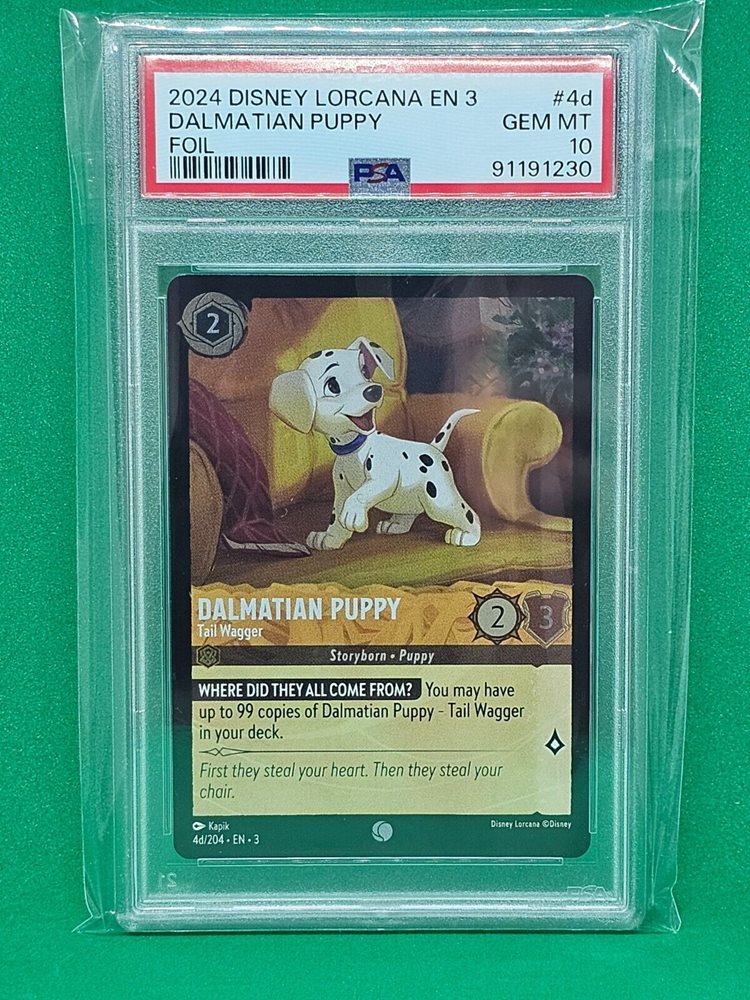 2024 DISNEY LORCANA EN 3 #4d
DALMATIAN PUPPY GEM MT
FOIL 10
PSA 91191230
2
DALMATIAN PUPPY
Tail Wagger
2 3
Storyborn • Puppy
WHERE DID THEY ALL COME FROM? You may have
up to 99 copies of Dalmatian Puppy - Tail Wagger
in your deck.
First they steal your heart. Then they steal your
chair.
Kapik
Disney Lorcana ©Disney
4d/204 • EN • 3